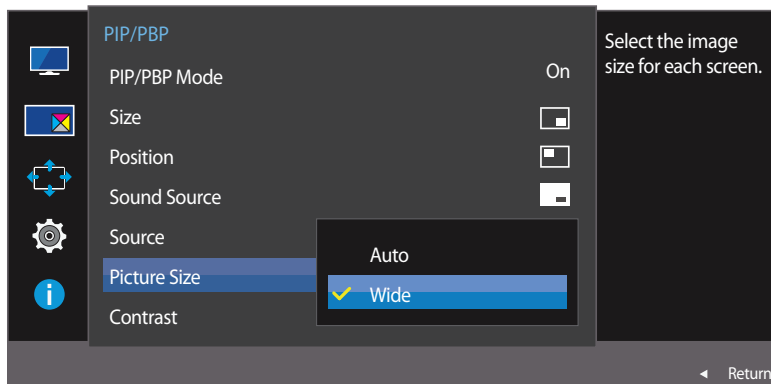 PIP/PBP
PIP/PBP Mode On
Size
Position
Sound Source
Source
Picture Size
Contrast
Auto
Wide
Select the image
size for each screen.
Return